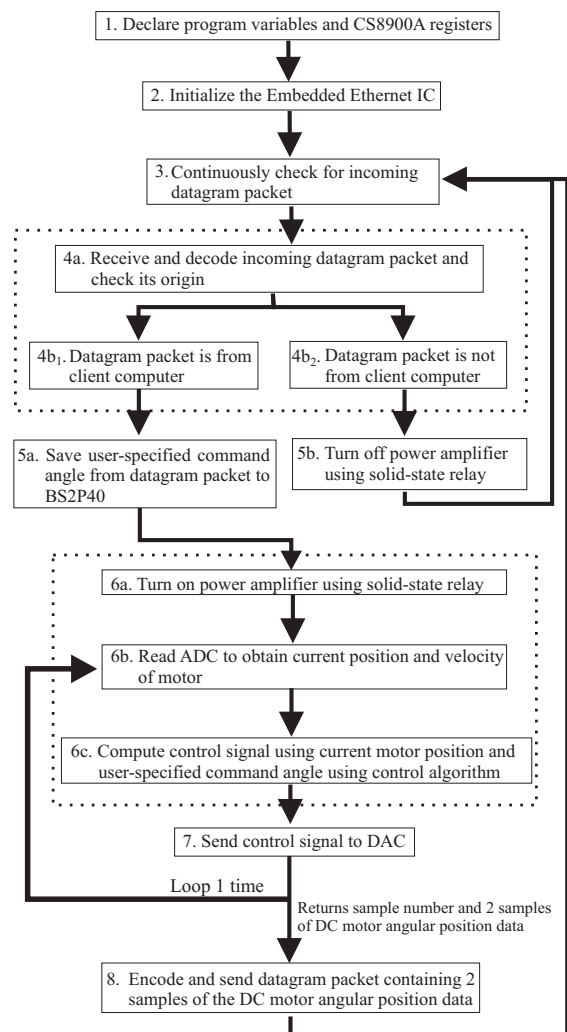 1. Declare program variables and CS8900A registers
2. Initialize the Embedded Ethernet IC
3. Continuously check for incoming
datagram packet
4a. Receive and decode incoming datagram packet and
check its origin
4b₁. Datagram packet is from
client computer
4b₂. Datagram packet is not
from client computer
5a. Save user-specified command
angle from datagram packet to
BS2P40
5b. Turn off power amplifier
using solid-state relay
6a. Turn on power amplifier using solid-state relay
6b. Read ADC to obtain current position and velocity
of motor
6c. Compute control signal using current motor position and
user-specified command angle using control algorithm
7. Send control signal to DAC
Loop 1 time
Returns sample number and 2 samples
of DC motor angular position data
8. Encode and send datagram packet containing 2
samples of the DC motor angular position data